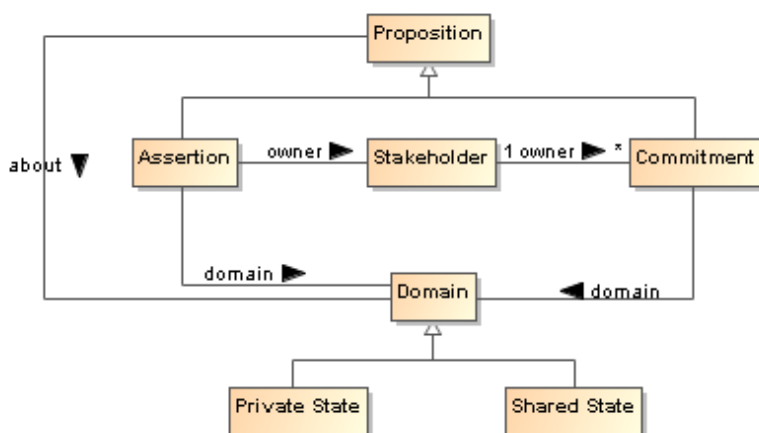 Proposition
about
Assertion
owner
Stakeholder
1 owner
*
Commitment
domain
Domain
domain
Private State
Shared State